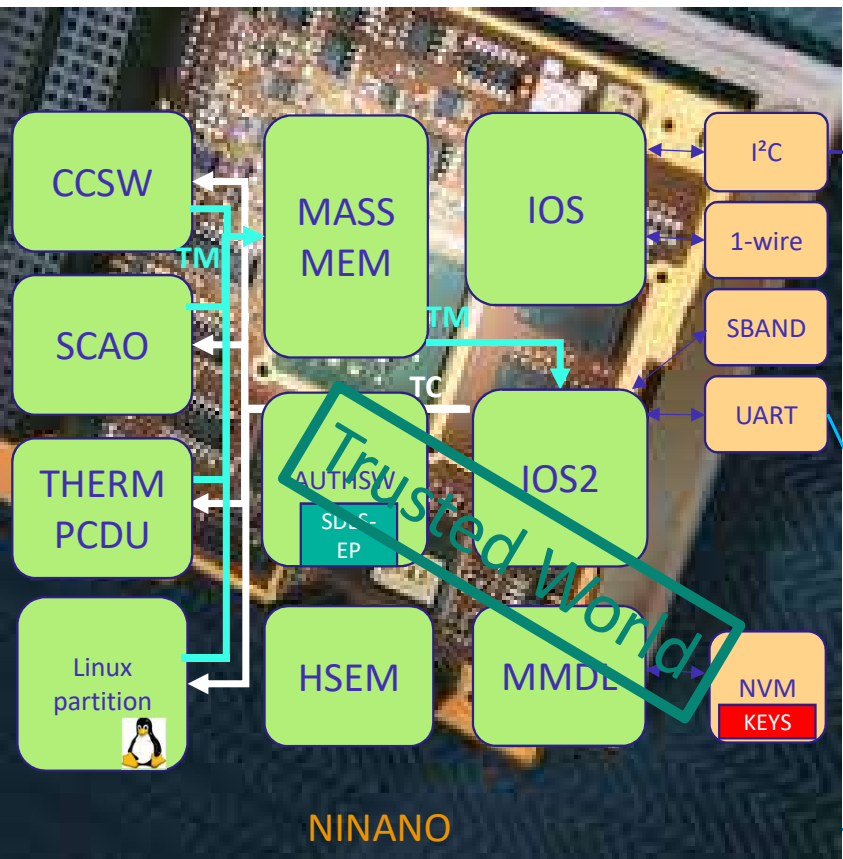 CCSW
MASS
MEM
IOS
I²C
1-wire
TM
SCAO
TM
SBAND
TC
UART
THERM
PCDU
AUTHSW
SDLS-
EP
IOS2
Trusted World
Linux
partition
HSEM
MMDL
NVM
KEYS
NINANO